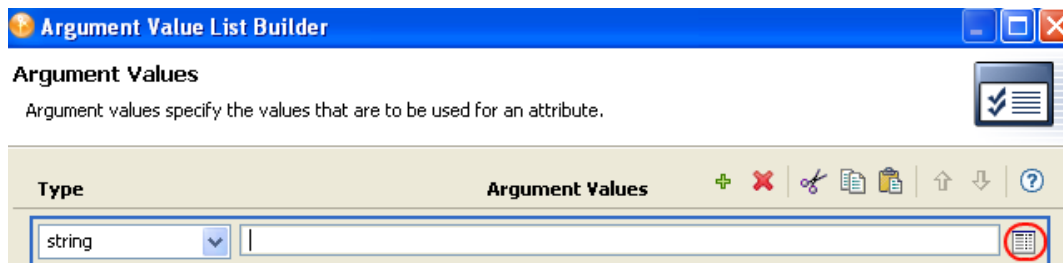 Argument Value List Builder
Argument Values
Argument values specify the values that are to be used for an attribute.
Type Argument Values
string